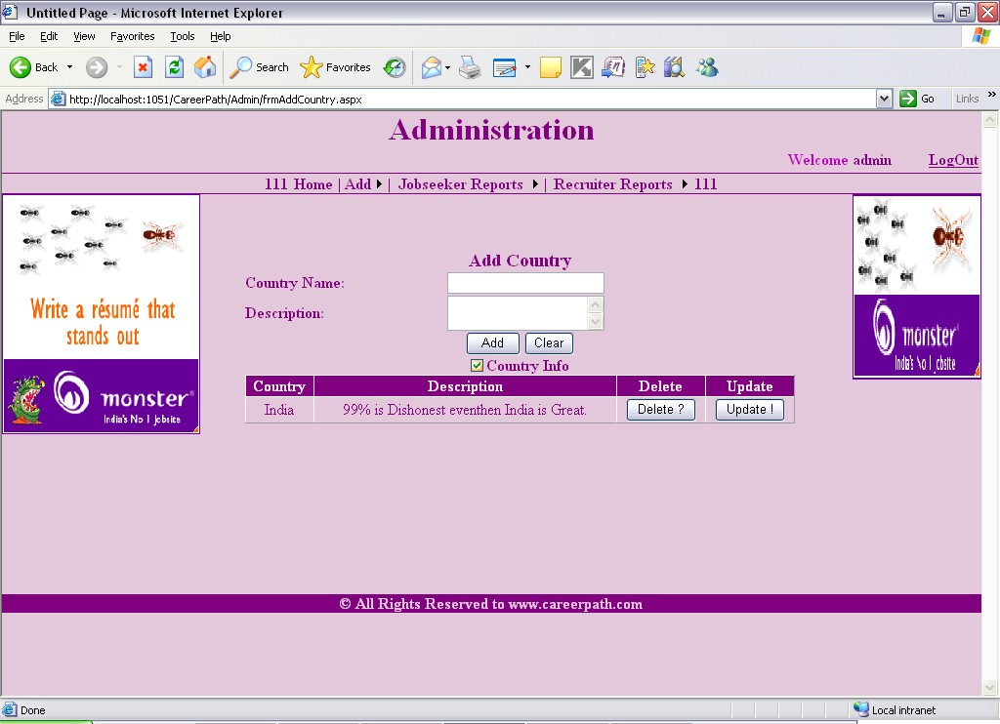 Untitled Page - Microsoft Internet Explorer
File Edit View Favorites Tools Help
Back Search Favorites
Address http://localhost:1051/CareerPath/Admin/frmAddCountry.aspx Go Links »
Administration
Welcome admin LogOut
111 Home | Add | Jobseeker Reports | Recruiter Reports 111
Write a résumé that
stands out
monster®
India's No 1 jobsite
Add Country
Country Name:
Description:
Add Clear
Country Info
Country Description Delete Update
India 99% is Dishonest eventhen India is Great. Delete ? Update !
monster®
India's No 1 jobsite
© All Rights Reserved to www.careerpath.com
Done Local intranet